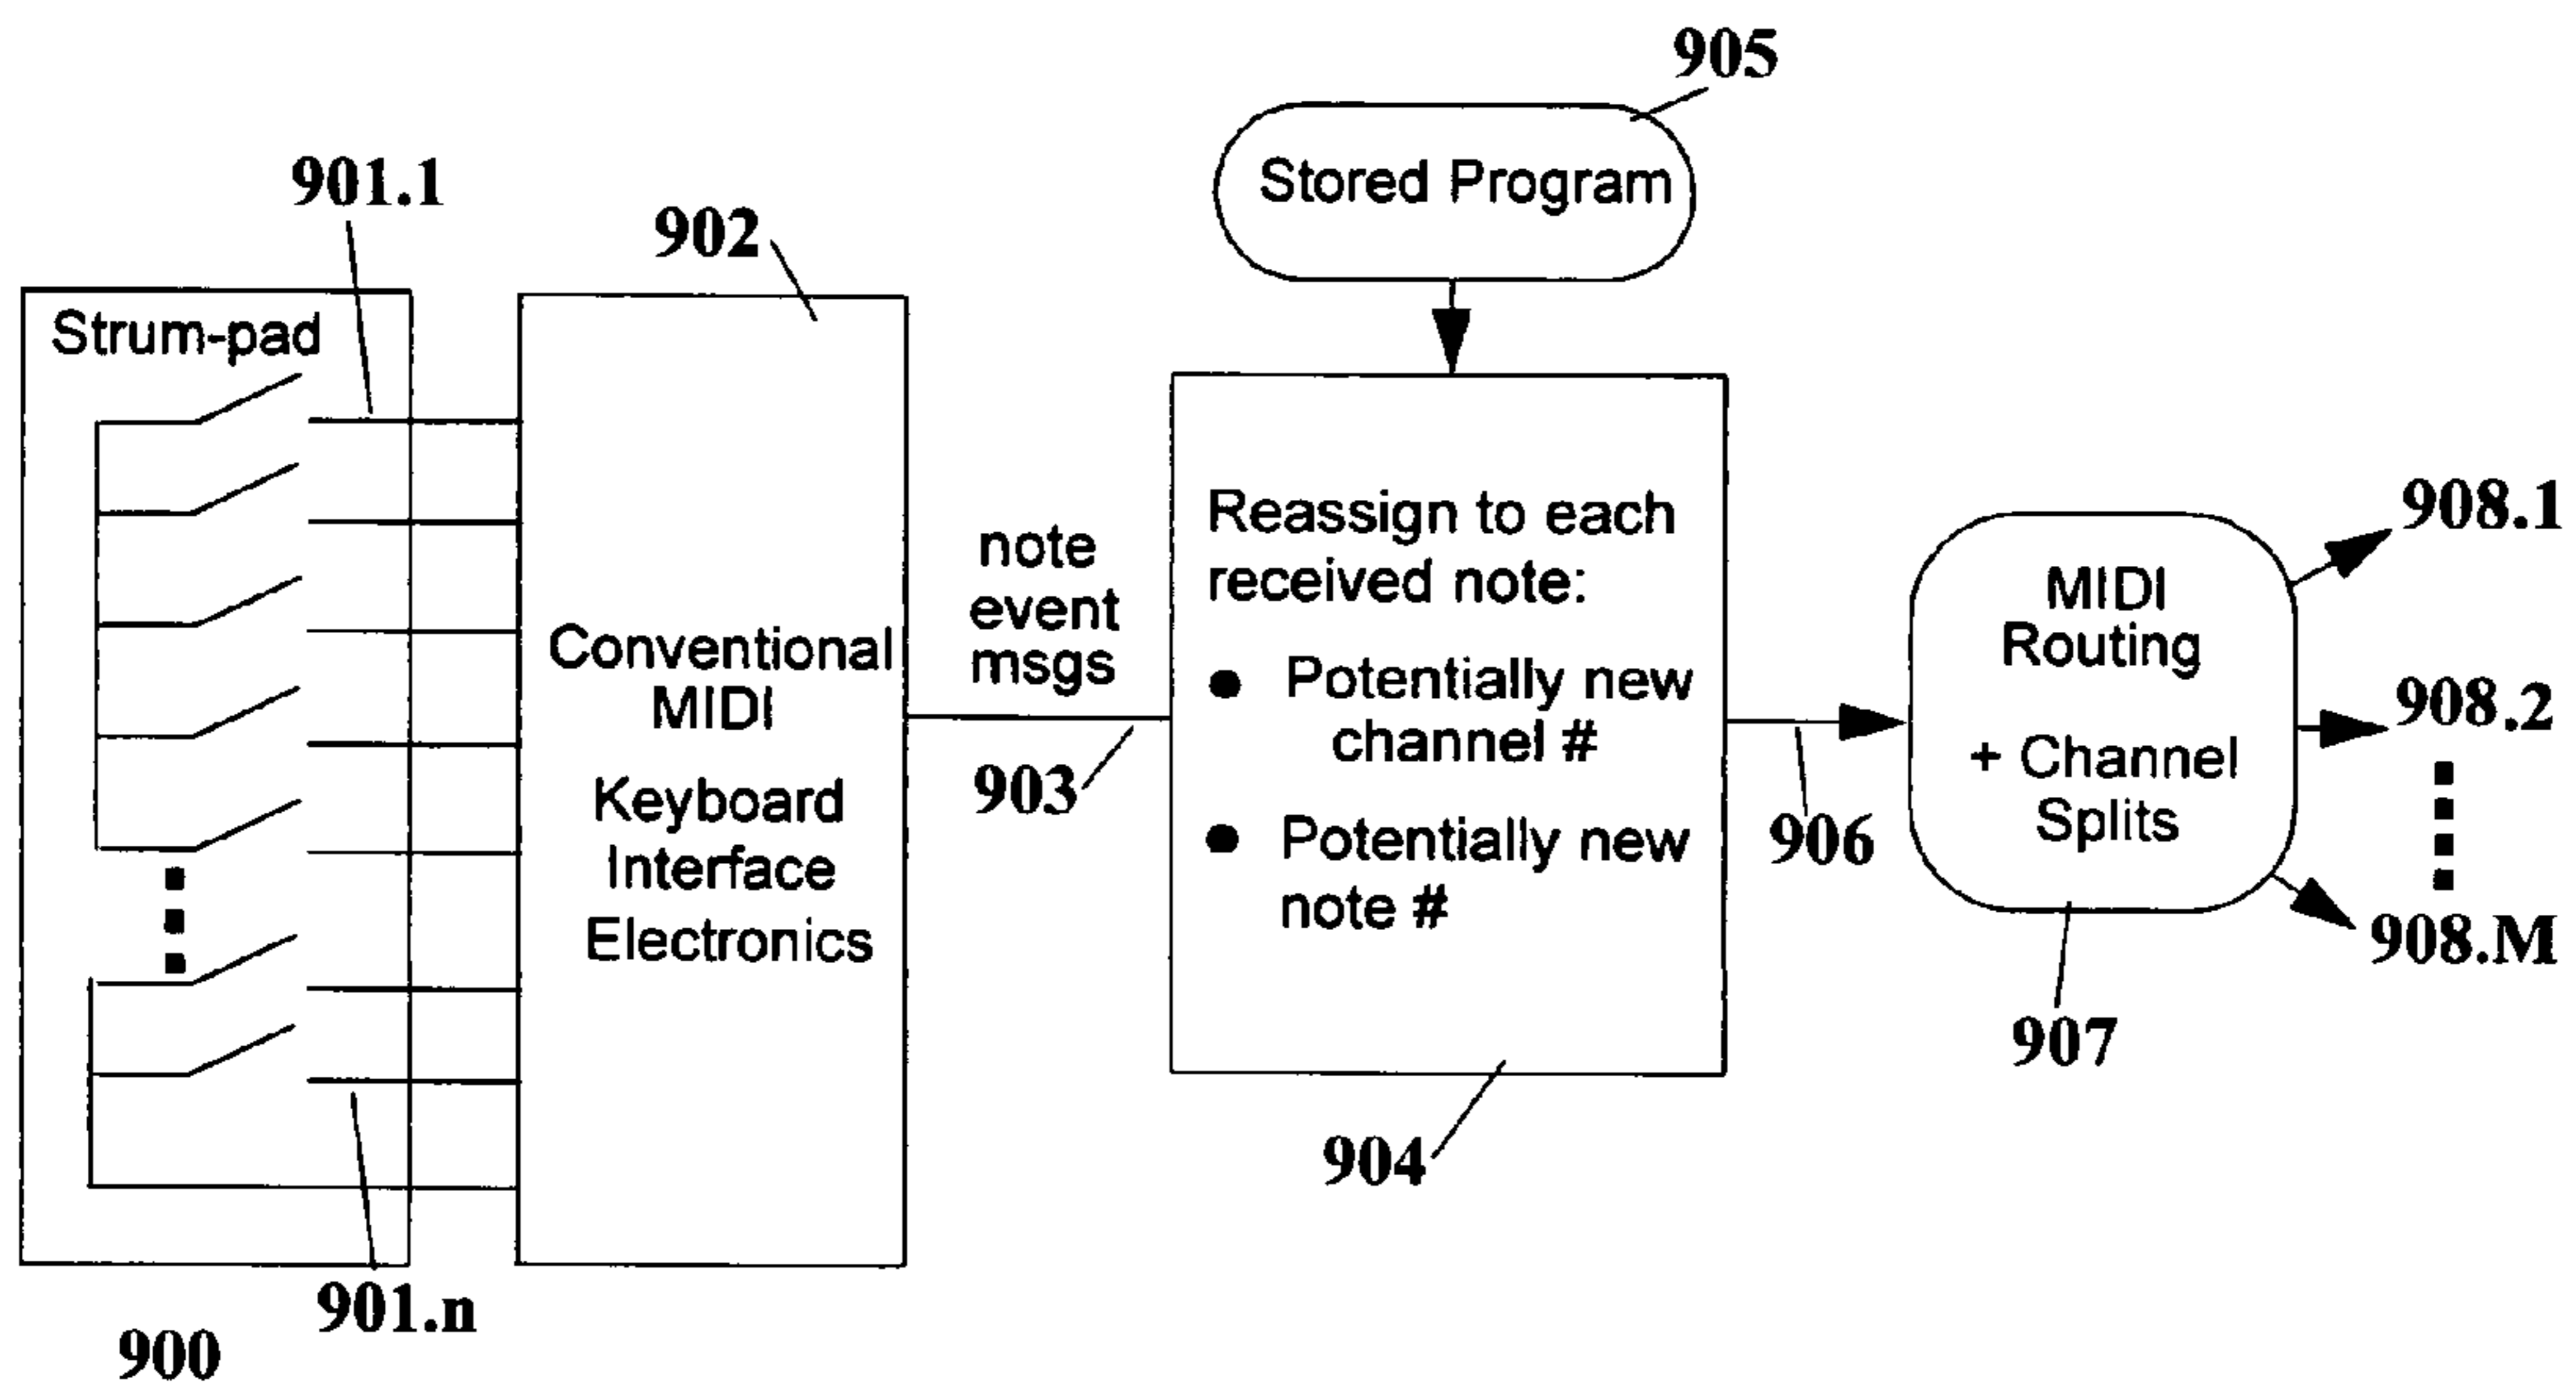 905
Stored Program
901.1
902
Strum-pad
Conventional
MIDI
Keyboard
Interface
Electronics
note
event
msgs
903
Reassign to each
received note:
● Potentially new
channel #
● Potentially new
note #
904
906
MIDI
Routing
+ Channel
Splits
907
908.1
908.2
908.M
901.n
900